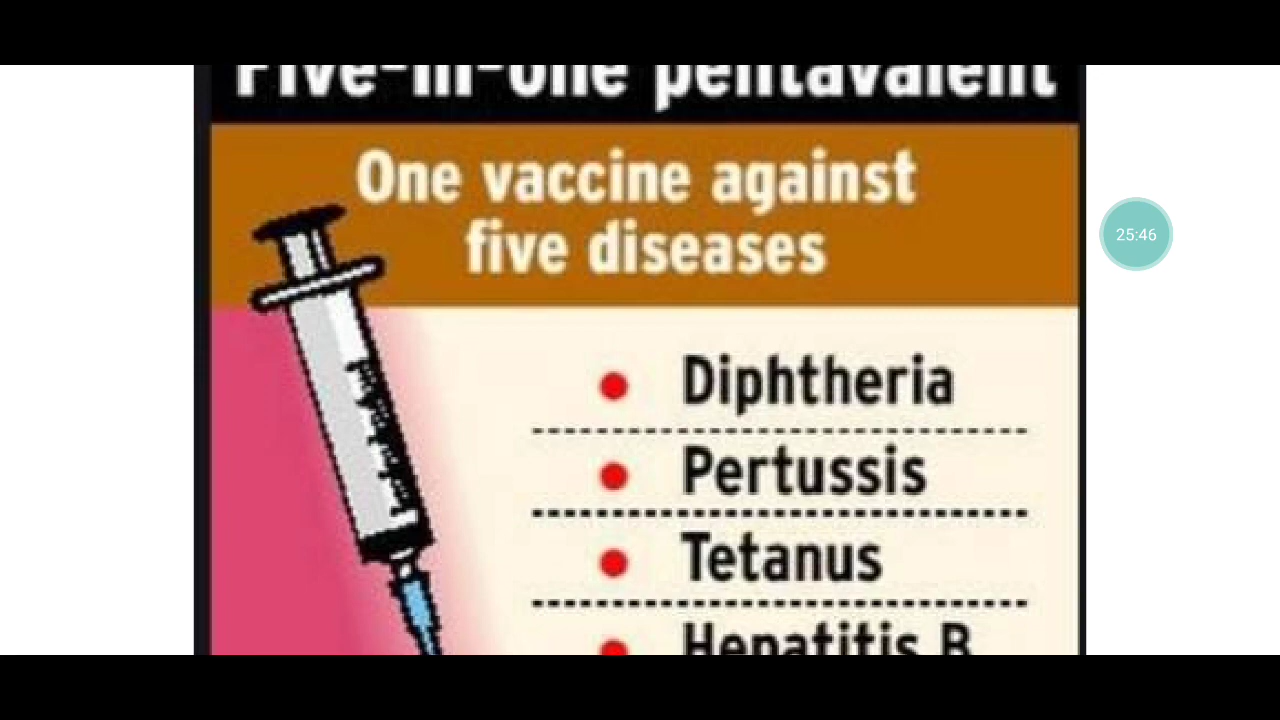 Five-in-one pentavalent
One vaccine against
five diseases
25:46
Diphtheria
Pertussis
Tetanus
Hepatitis B